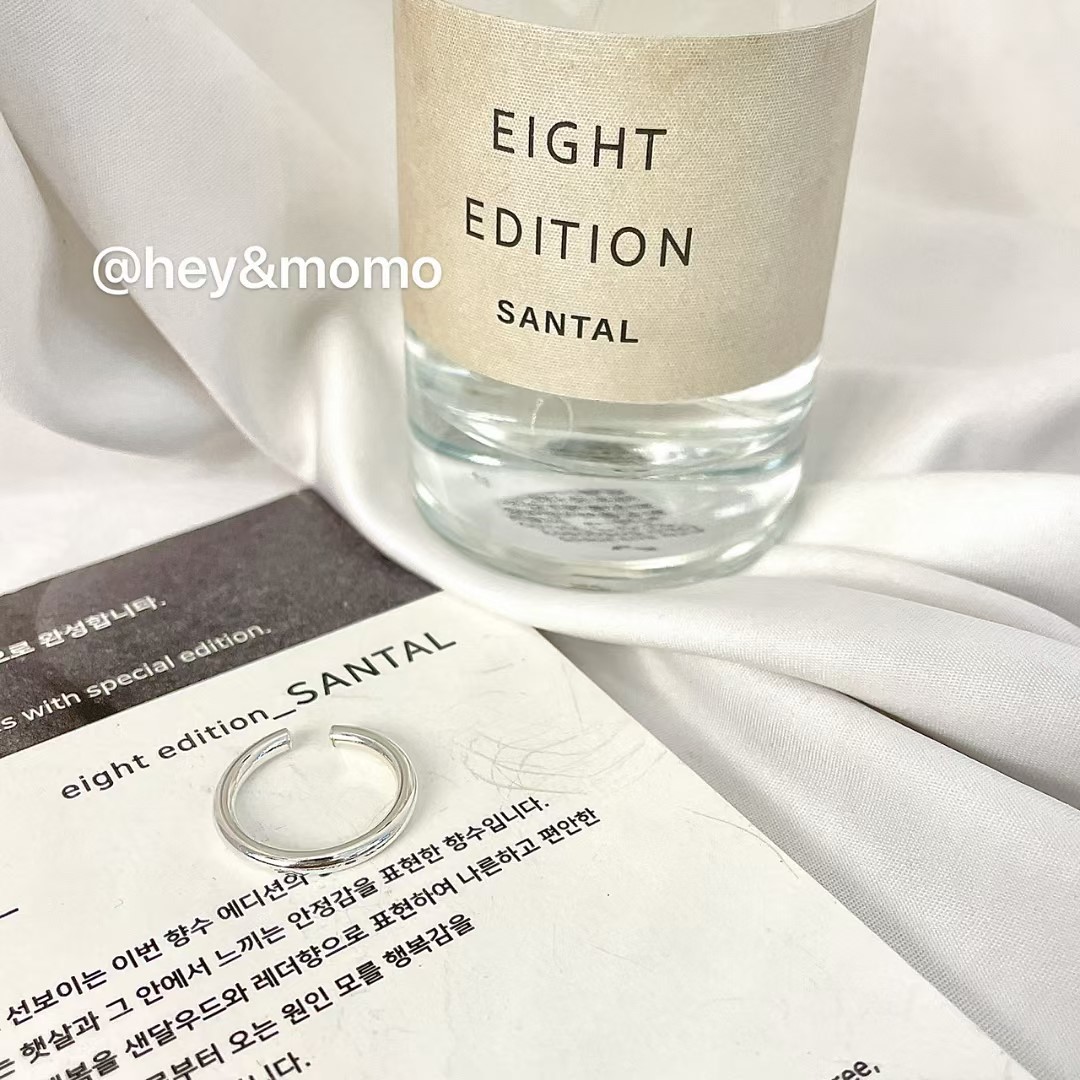 EIGHT
EDITION
SANTAL
@hey&momo
으로 완성합니다.
with special edition.
eight edition_SANTAL
이번 향수 에디션의
선보이는 안정감을 표현한 향수입니다.
햇살과 그 안에서 느끼는 표현하여 나른하고 편안한
샌달우드와 레더향으로
로부터 오는 원인 모를 행복감을
니다.